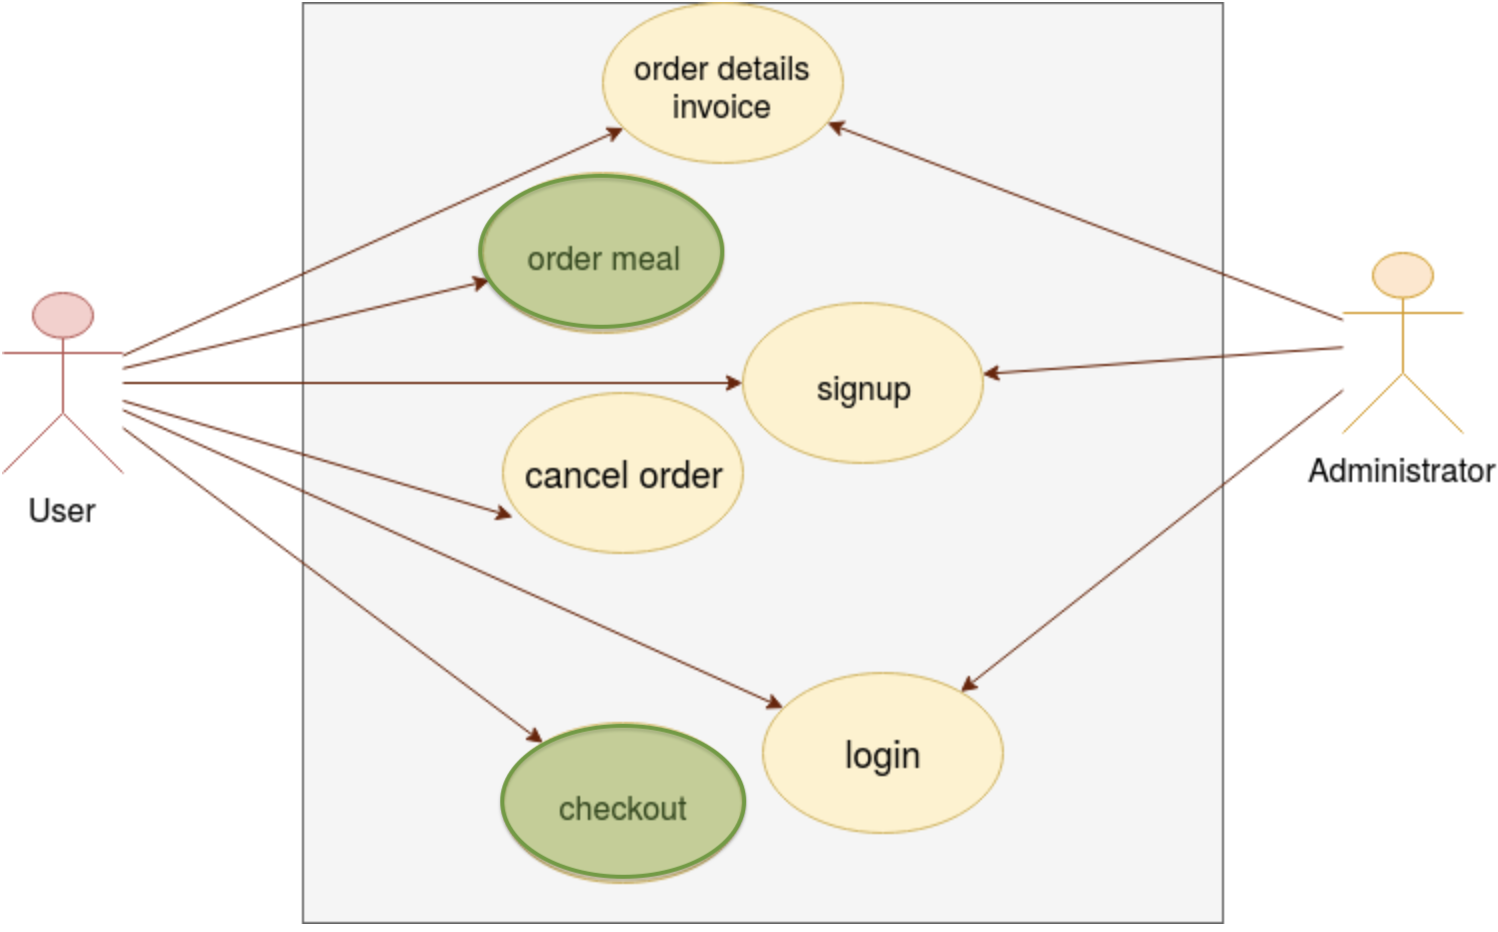 order details
invoice
order meal
signup
cancel order
Administrator
User
login
checkout